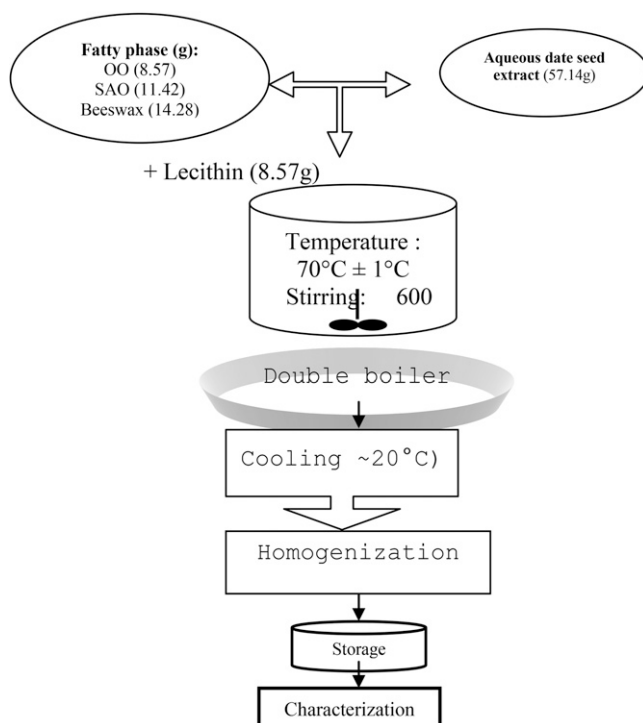 Fatty phase (g):
OO (8.57)
SAO (11.42)
Beeswax (14.28)
Aqueous date seed
extract (57.14g)
+ Lecithin (8.57g)
Temperature :
70°C ± 1°C
Stirring: 600
Double boiler
Cooling ~20°C)
Homogenization
Storage
Characterization